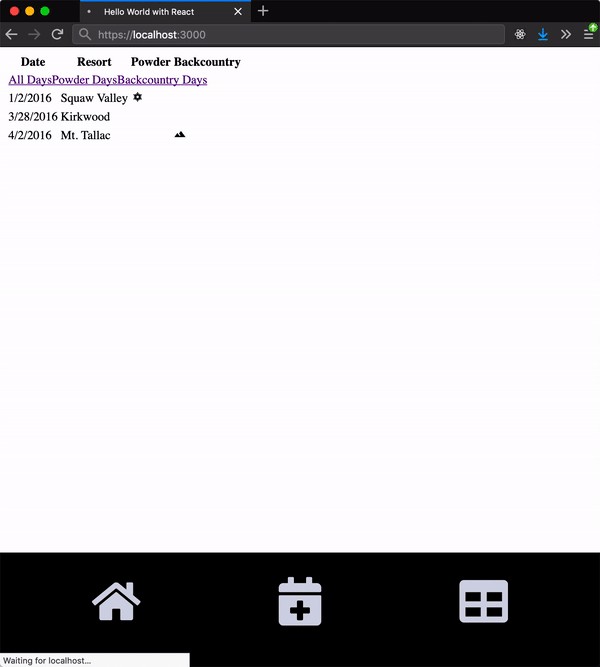 Hello World with React
https://localhost:3000
Date Resort Powder Backcountry
All DaysPowder DaysBackcountry Days
1/2/2016 Squaw Valley
3/28/2016 Kirkwood
4/2/2016 Mt. Tallac
Waiting for localhost...